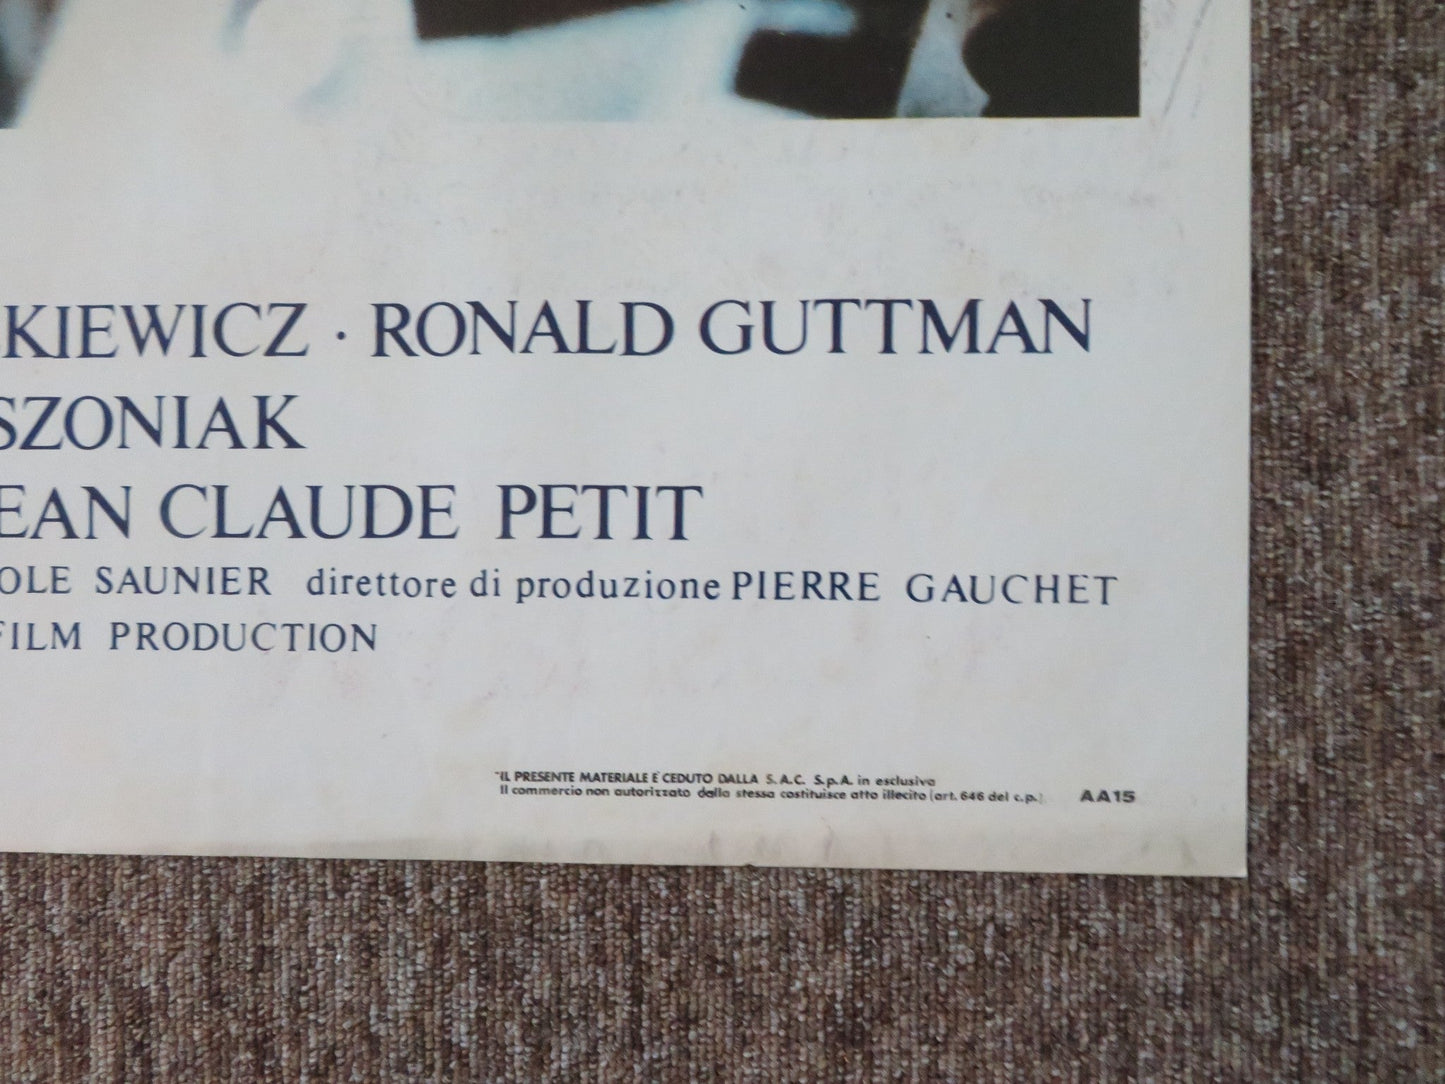 KIEWICZ · RONALD GUTTMAN
SZONIAK
EAN CLAUDE PETIT
OLE SAUNIER direttore di produzione PIERRE GAUCHET
FILM PRODUCTION
"IL PRESENTE MATERIALE E' CEDUTO DALLA S.A.C. S.p.A. in esclusiva
Il commercio non autorizzato dalla stessa costituisce atto illecito (art. 646 del c.p.) AA15